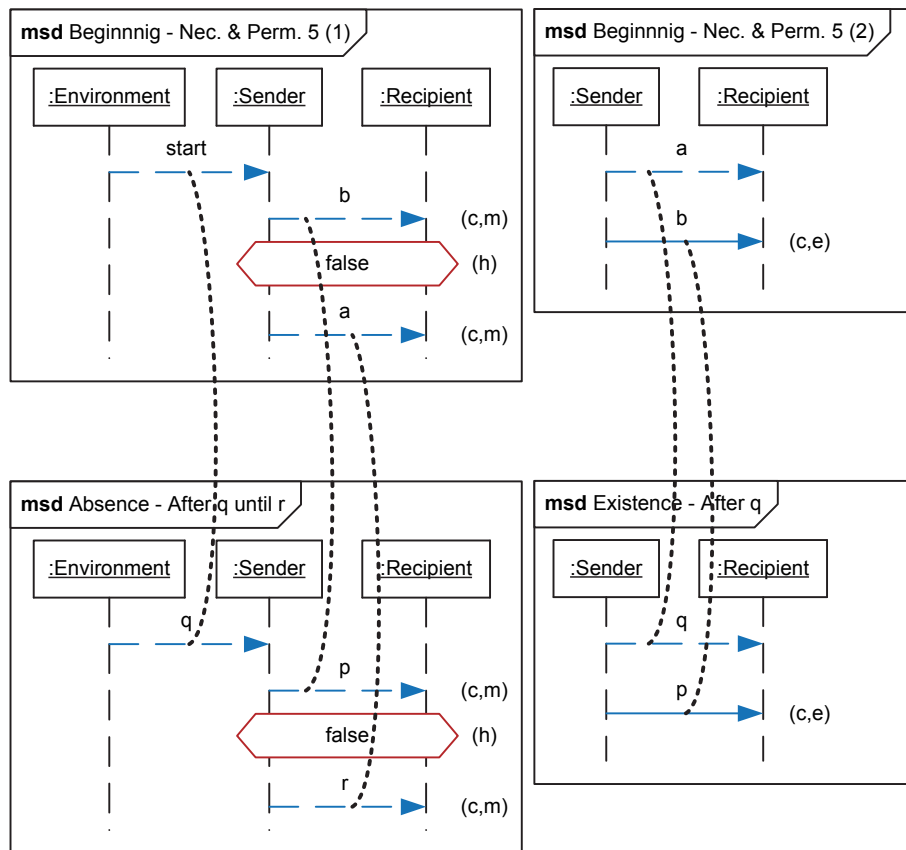 msd Beginnnig - Nec. & Perm. 5 (1)
:Environment :Sender :Recipient
start
b
(c,m)
false (h)
a
(c,m)
msd Beginnnig - Nec. & Perm. 5 (2)
:Sender :Recipient
a
b
(c,e)
msd Absence - After q until r
:Environment :Sender :Recipient
q
p
(c,m)
false (h)
r
(c,m)
msd Existence - After q
:Sender :Recipient
q
p
(c,e)